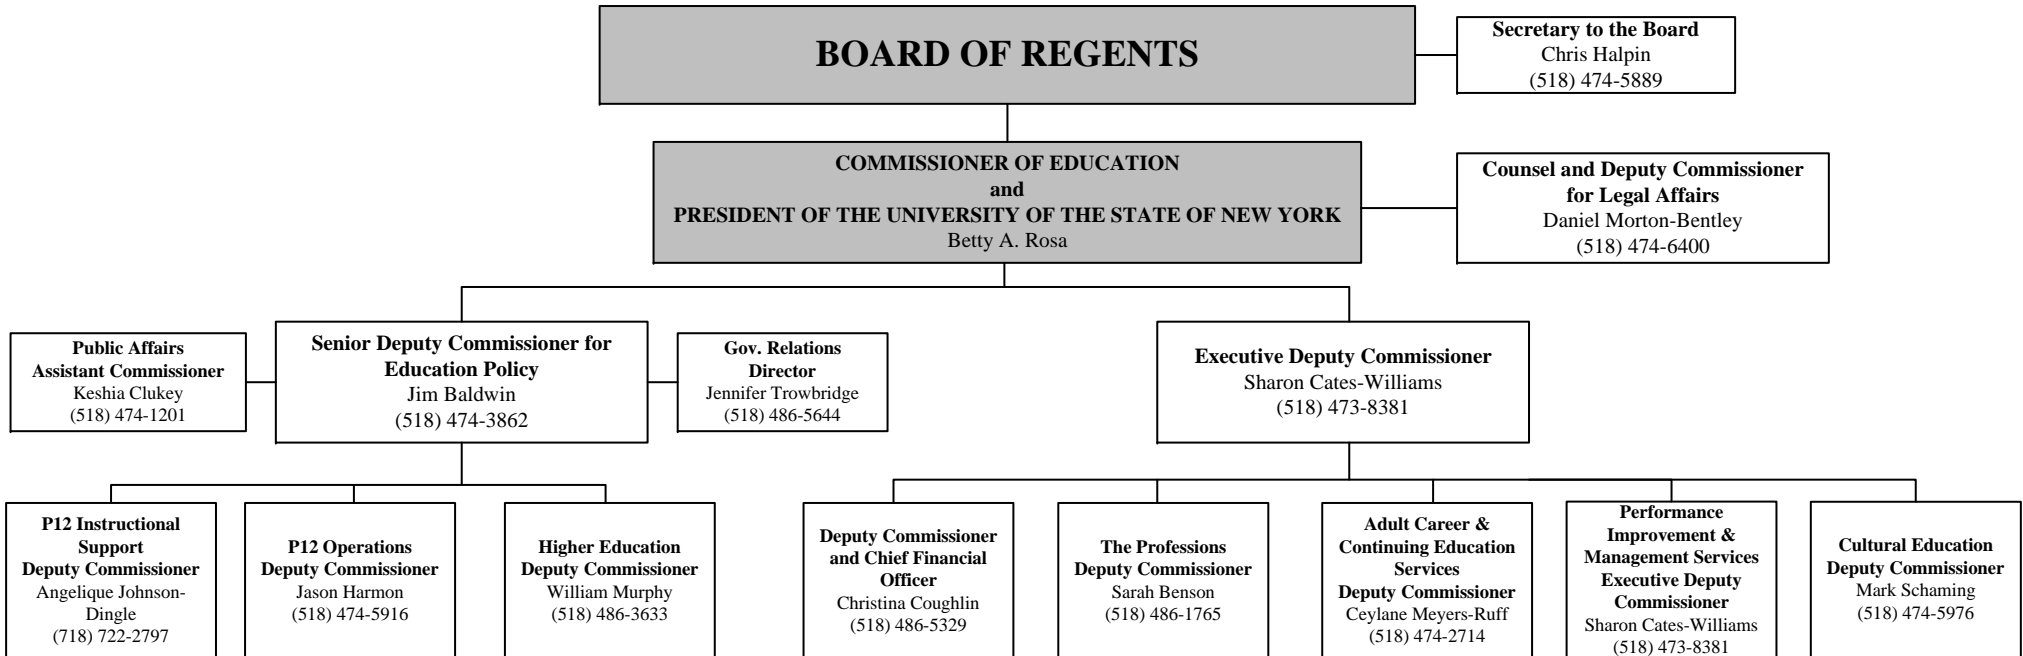 BOARD OF REGENTS
Secretary to the Board
Chris Halpin
(518) 474-5889
COMMISSIONER OF EDUCATION
and
PRESIDENT OF THE UNIVERSITY OF THE STATE OF NEW YORK
Betty A. Rosa
Counsel and Deputy Commissioner
for Legal Affairs
Daniel Morton-Bentley
(518) 474-6400
Public Affairs
Assistant Commissioner
Keshia Clukey
(518) 474-1201
Senior Deputy Commissioner for
Education Policy
Jim Baldwin
(518) 474-3862
Gov. Relations
Director
Jennifer Trowbridge
(518) 486-5644
Executive Deputy Commissioner
Sharon Cates-Williams
(518) 473-8381
P12 Instructional
Support
Deputy Commissioner
Angelique Johnson-
Dingle
(718) 722-2797
P12 Operations
Deputy Commissioner
Jason Harmon
(518) 474-5916
Higher Education
Deputy Commissioner
William Murphy
(518) 486-3633
Deputy Commissioner
and Chief Financial
Officer
Christina Coughlin
(518) 486-5329
The Professions
Deputy Commissioner
Sarah Benson
(518) 486-1765
Adult Career &
Continuing Education
Services
Deputy Commissioner
Ceylane Meyers-Ruff
(518) 474-2714
Performance
Improvement &
Management Services
Executive Deputy
Commissioner
Sharon Cates-Williams
(518) 473-8381
Cultural Education
Deputy Commissioner
Mark Schaming
(518) 474-5976